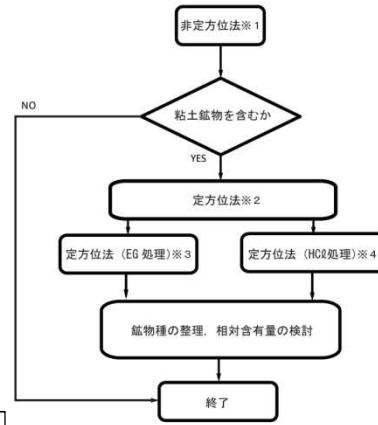 非定方位法※1
粘土鉱物を含むか
NO
YES
定方位法※2
定方位法（EG 処理）※3
定方位法（HCℓ処理）※4
鉱物種の整理，相対含有量の検討
終了